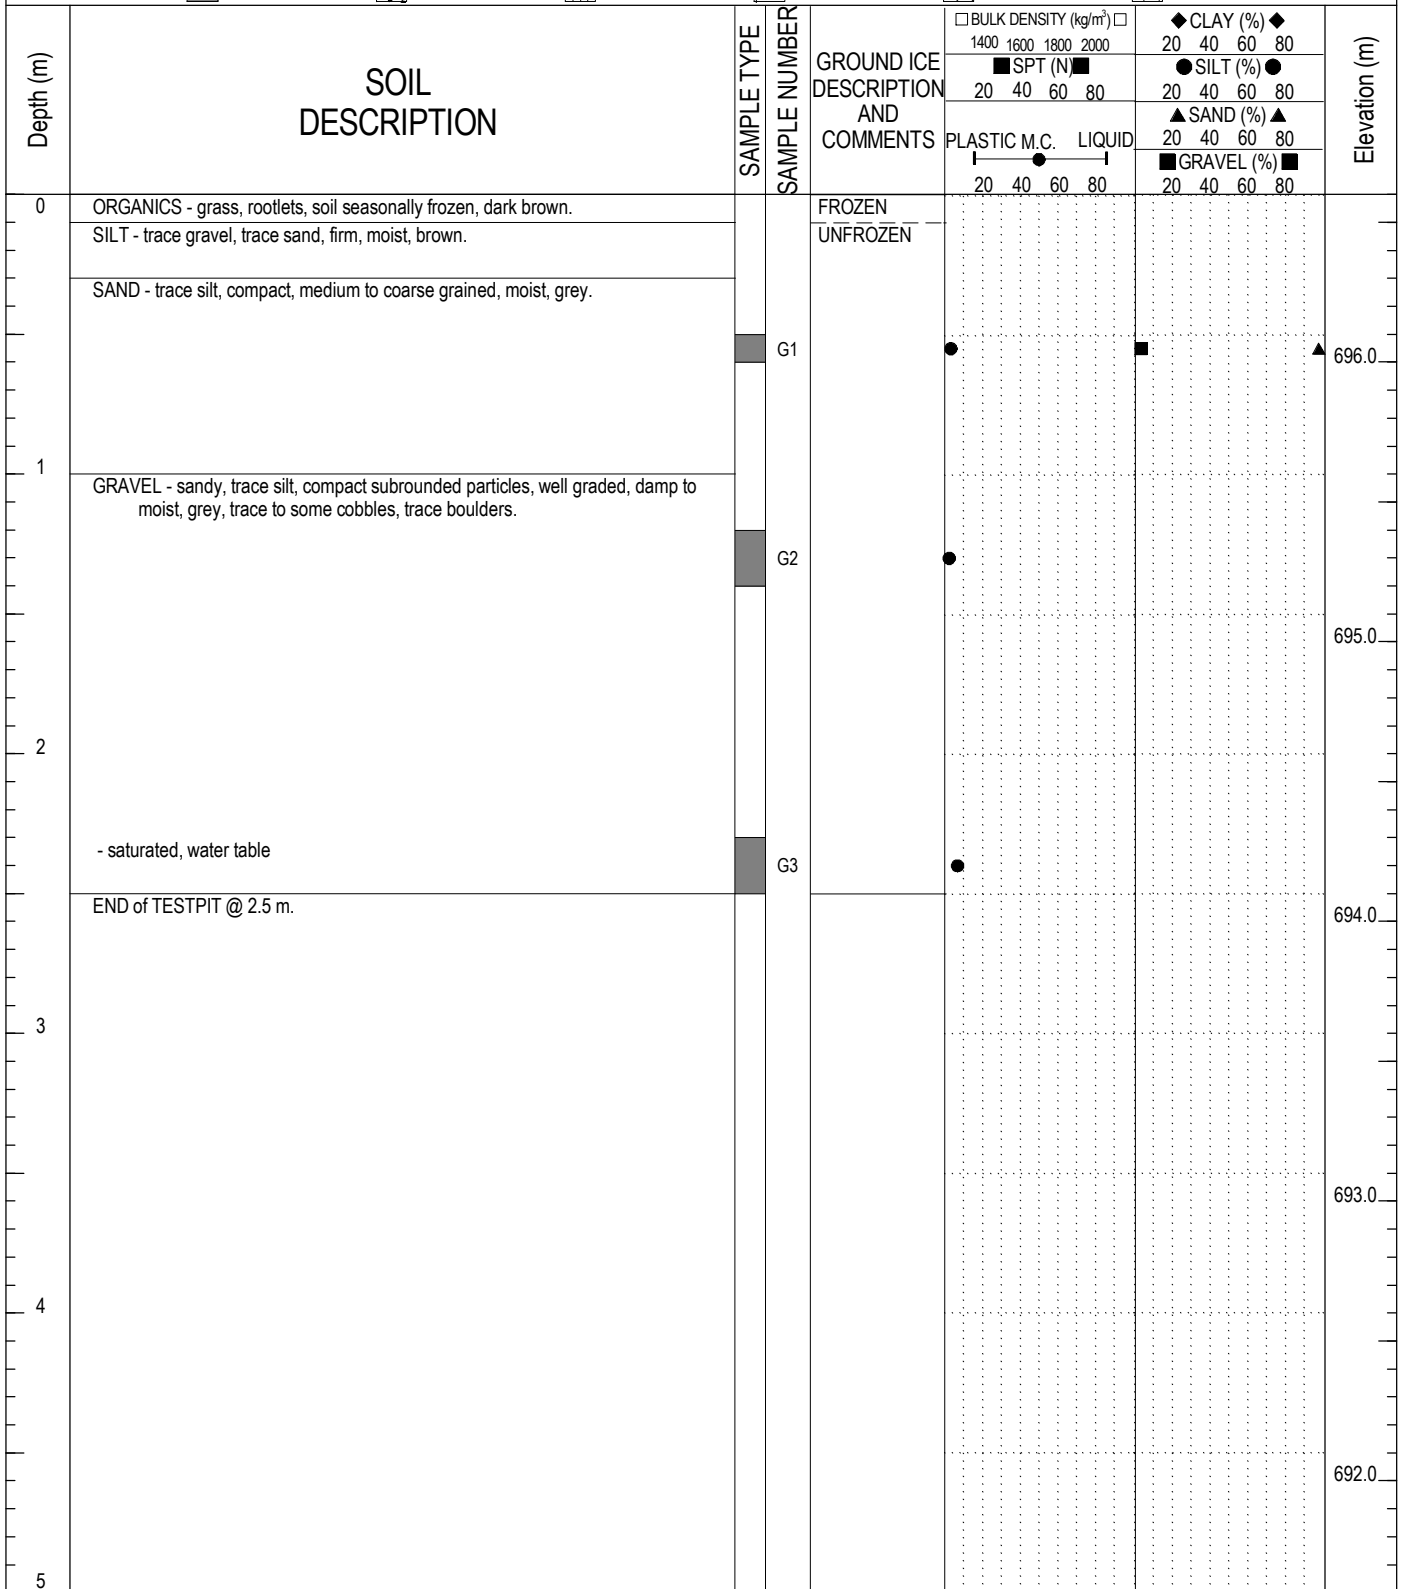 Depth (m)
SOIL
DESCRIPTION
SAMPLE TYPE
SAMPLE NUMBER
GROUND ICE
DESCRIPTION
AND
COMMENTS
□ BULK DENSITY (kg/m³) □
1400 1600 1800 2000
■ SPT (N) ■
20 40 60 80
PLASTIC M.C. LIQUID
20 40 60 80
◆ CLAY (%) ◆
20 40 60 80
● SILT (%) ●
20 40 60 80
▲ SAND (%) ▲
20 40 60 80
■ GRAVEL (%) ■
20 40 60 80
Elevation (m)
0
ORGANICS - grass, rootlets, soil seasonally frozen, dark brown.
FROZEN
SILT - trace gravel, trace sand, firm, moist, brown.
UNFROZEN
SAND - trace silt, compact, medium to coarse grained, moist, grey.
G1
696.0
1
GRAVEL - sandy, trace silt, compact subrounded particles, well graded, damp to
moist, grey, trace to some cobbles, trace boulders.
G2
695.0
2
- saturated, water table
G3
END of TESTPIT @ 2.5 m.
694.0
3
693.0
4
692.0
5